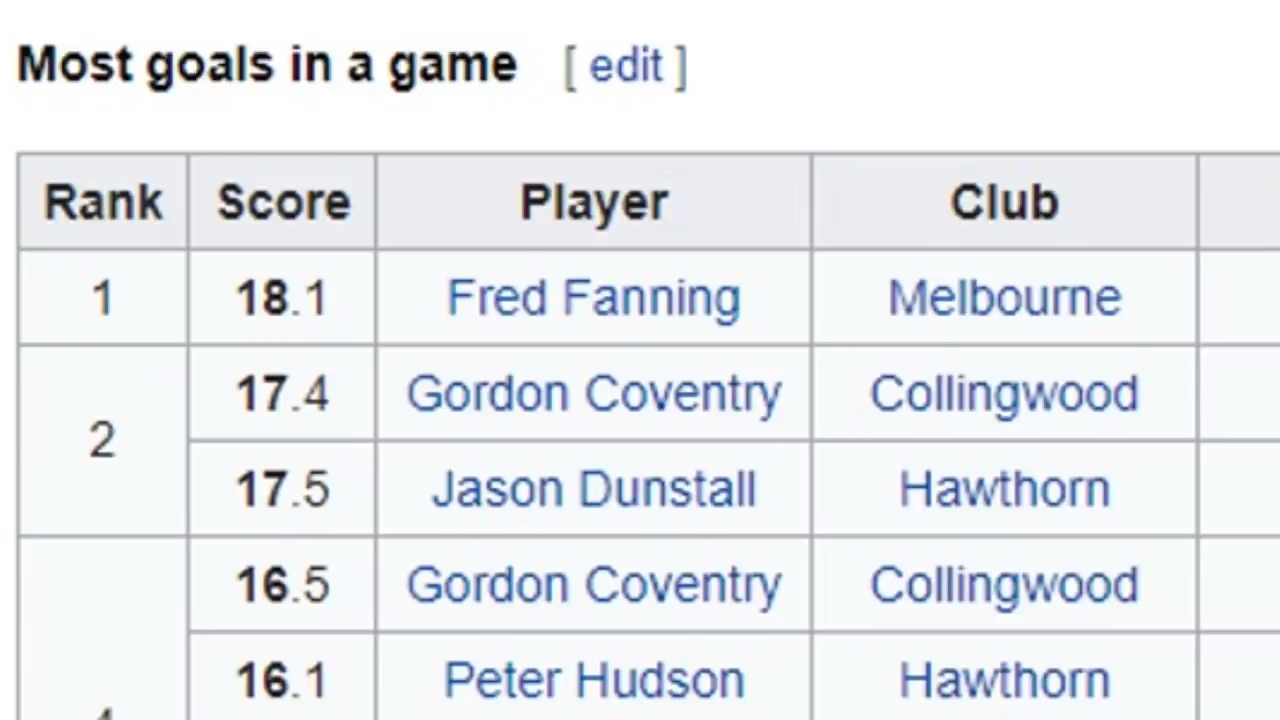 Most goals in a game [ edit ]
Rank Score Player Club
1 18.1 Fred Fanning Melbourne
2 17.4 Gordon Coventry Collingwood
17.5 Jason Dunstall Hawthorn
16.5 Gordon Coventry Collingwood
16.1 Peter Hudson Hawthorn